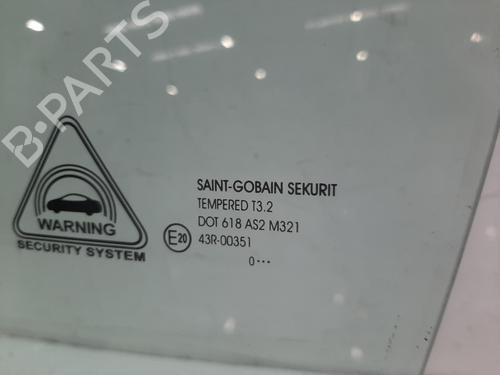 B-PARTS
WARNING
SECURITY SYSTEM
SAINT-GOBAIN SEKURIT
TEMPERED T3.2
DOT 618 AS2 M321
E20 43R-00351
0···